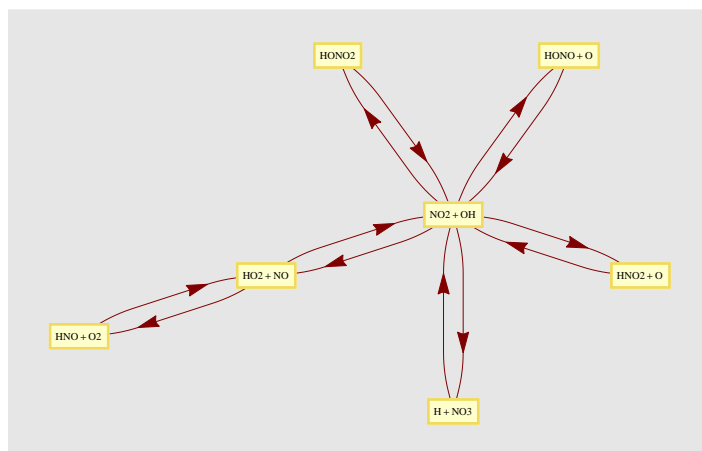 HONO2
HONO + O
NO2 + OH
HO2 + NO
HNO2 + O
HNO + O2
H + NO3